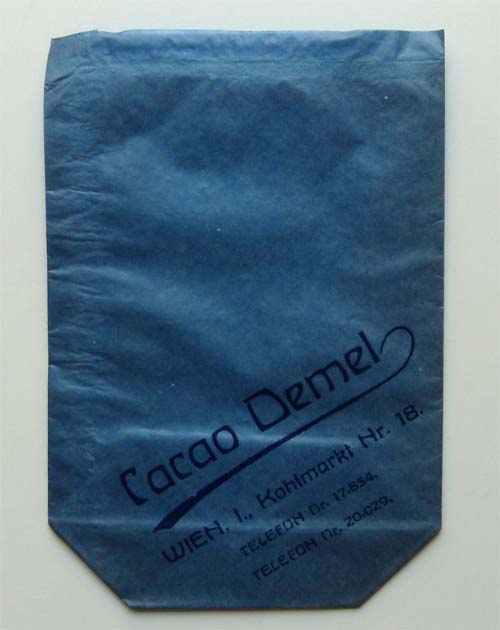 Cacao Demel
WIEN, I., Kohlmarkt Nr. 18.
TELEFON Nr. 17.854.
TELEFON Nr. 20.029.